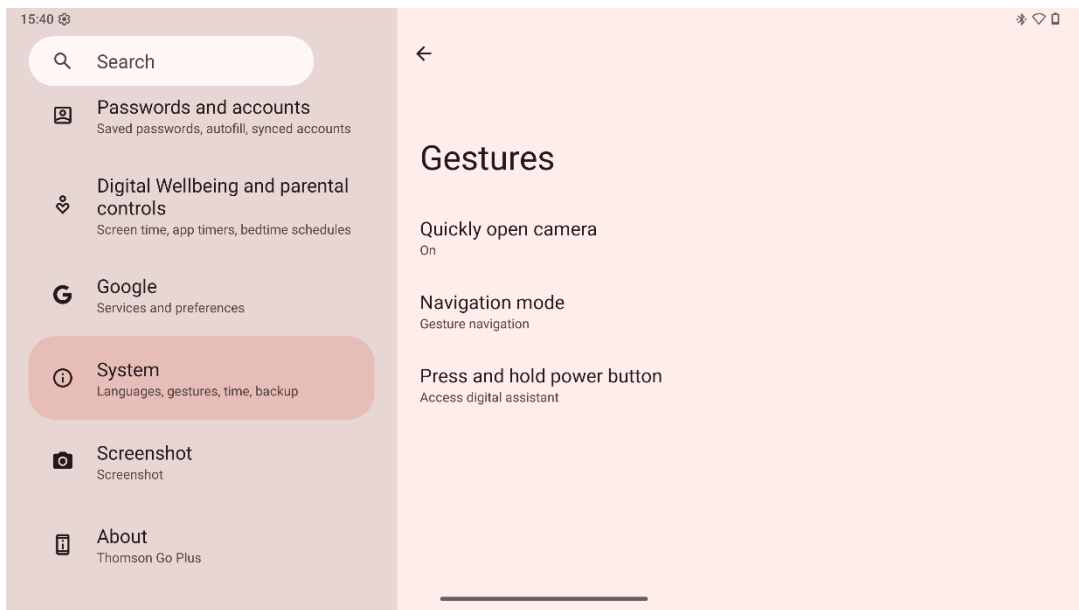 15:40
Search
Passwords and accounts
Saved passwords, autofill, synced accounts
Digital Wellbeing and parental
controls
Screen time, app timers, bedtime schedules
Google
Services and preferences
System
Languages, gestures, time, backup
Screenshot
Screenshot
About
Thomson Go Plus
Gestures
Quickly open camera
On
Navigation mode
Gesture navigation
Press and hold power button
Access digital assistant